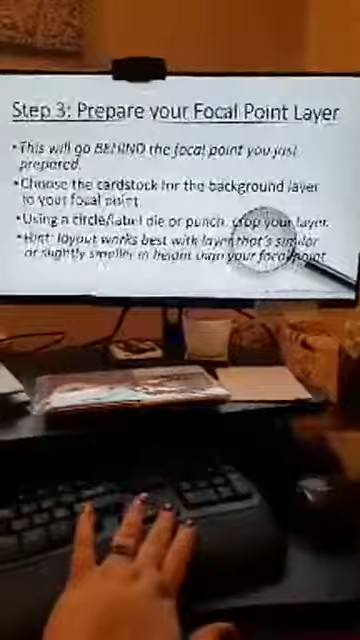 Step 3: Prepare your Focal Point Layer
•This will go BEHIND the focal point you just
prepared.
•Choose the cardstock for the background layer
to your focal point.
•Using a circle/label die or punch, crop your layer.
•Hint: layout works best with layer that's similar
or slightly smaller in height than your focal point